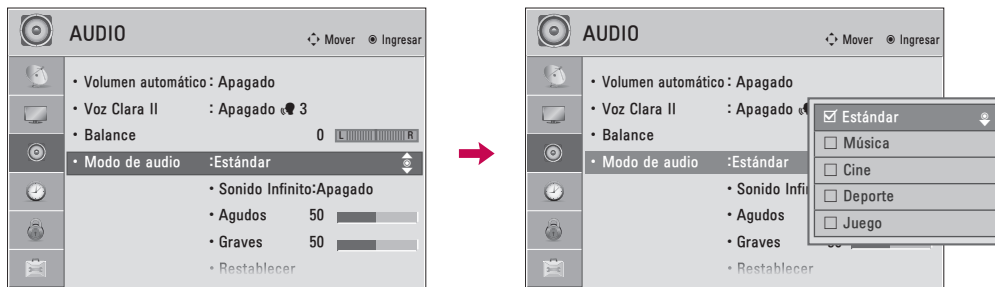 AUDIO
Mover Ingresar
• Volumen automático : Apagado
• Voz Clara II : Apagado 3
• Balance 0 L R
• Modo de audio :Estándar
• Sonido Infinito:Apagado
• Agudos 50
• Graves 50
• Restablecer
AUDIO
Mover Ingresar
• Volumen automático : Apagado
• Voz Clara II : Apagado
• Balance
• Modo de audio :Estándar
• Sonido Infi
• Agudos
• Graves
• Restablecer
Estándar
Música
Cine
Deporte
Juego